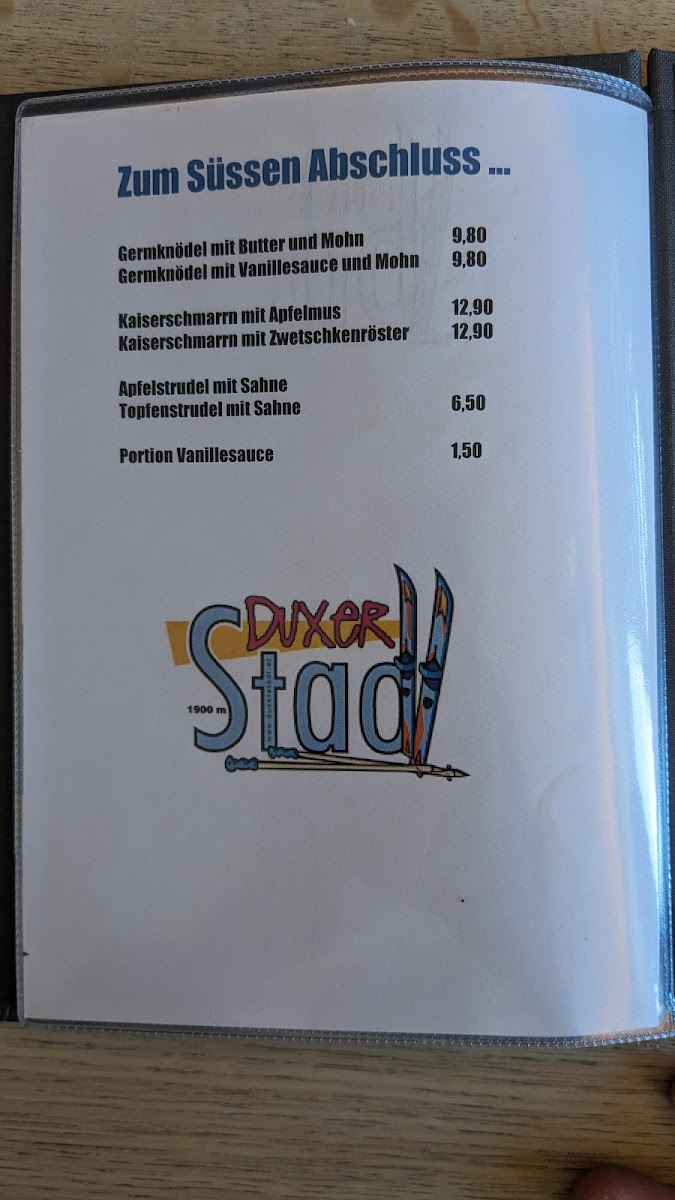 Zum Süssen Abschluss ...
Germknödel mit Butter und Mohn 9,80
Germknödel mit Vanillesauce und Mohn 9,80
Kaiserschmarrn mit Apfelmus 12,90
Kaiserschmarrn mit Zwetschkenröster 12,90
Apfelstrudel mit Sahne
Topfenstrudel mit Sahne 6,50
Portion Vanillesauce 1,50
DUXER
Stadl
1900 m